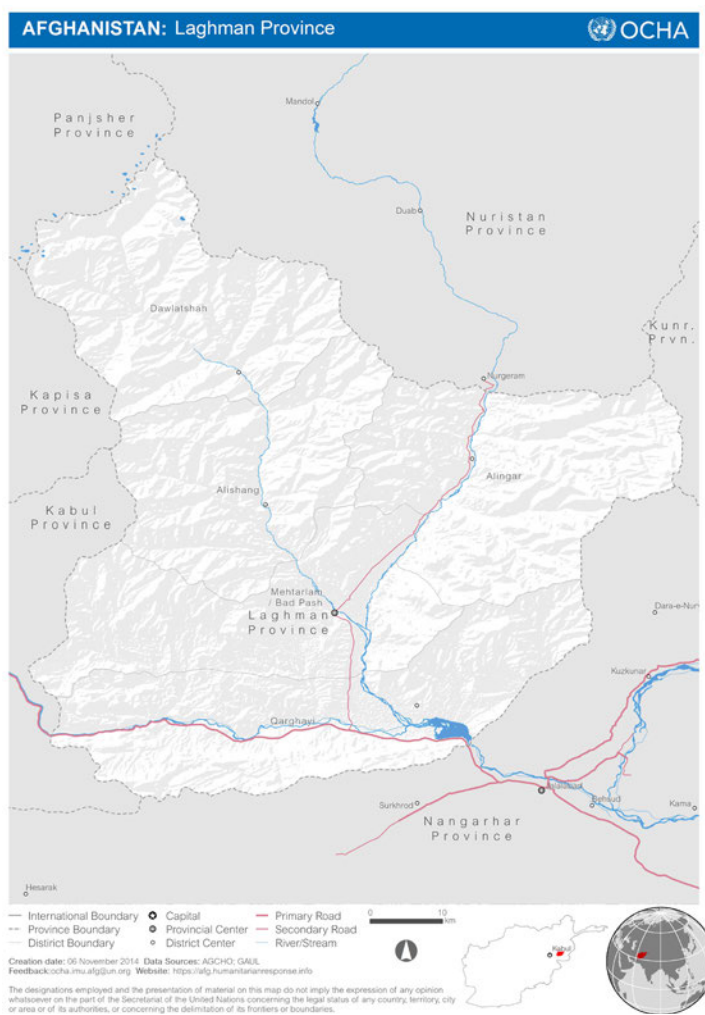 AFGHANISTAN: Laghman Province
OCHA
Mandol
Panjsher
Province
Duab
Nuristan
Province
Dawlatshah
Kunr.
Prvn.
Nurgeram
Kapisa
Province
Alingar
Alishang
Kabul
Province
Mehtarlam
/ Bad Pash
Laghman
Province
Dara-e-Nur
Kuzkunar
Qarghayi
Jalalabad
Surkhrod
Behsud
Kama
Nangarhar
Province
Hesarak
International Boundary
Province Boundary
District Boundary
Capital
Provincial Center
District Center
Primary Road
Secondary Road
River/Stream
0 10
km
Kabul
Creation date: 06 November 2014 Data Sources: AGCHO; GAUL
Feedback:ocha.imu.afg@un.org Website: https://afg.humanitarianresponse.info
The designations employed and the presentation of material on this map do not imply the expression of any opinion
whatsoever on the part of the Secretariat of the United Nations concerning the legal status of any country, territory, city
or area or of its authorities, or concerning the delimitation of its frontiers or boundaries.